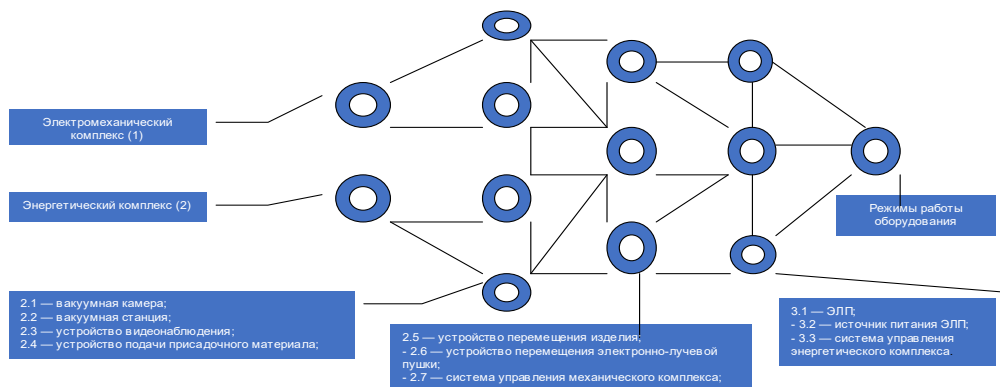 Электромеханический
комплекс (1)
Энергетический комплекс (2)
Режимы работы
оборудования
2.1 — вакуумная камера;
2.2 — вакуумная станция;
2.3 — устройство видеонаблюдения;
2.4 — устройство подачи присадочного материала;
2.5 — устройство перемещения изделия;
- 2.6 — устройство перемещения электронно-лучевой
пушки;
- 2.7 — система управления механического комплекса;
3.1 — ЭЛП;
- 3.2 — источник питания ЭЛП;
- 3.3 — система управления
энергетического комплекса.